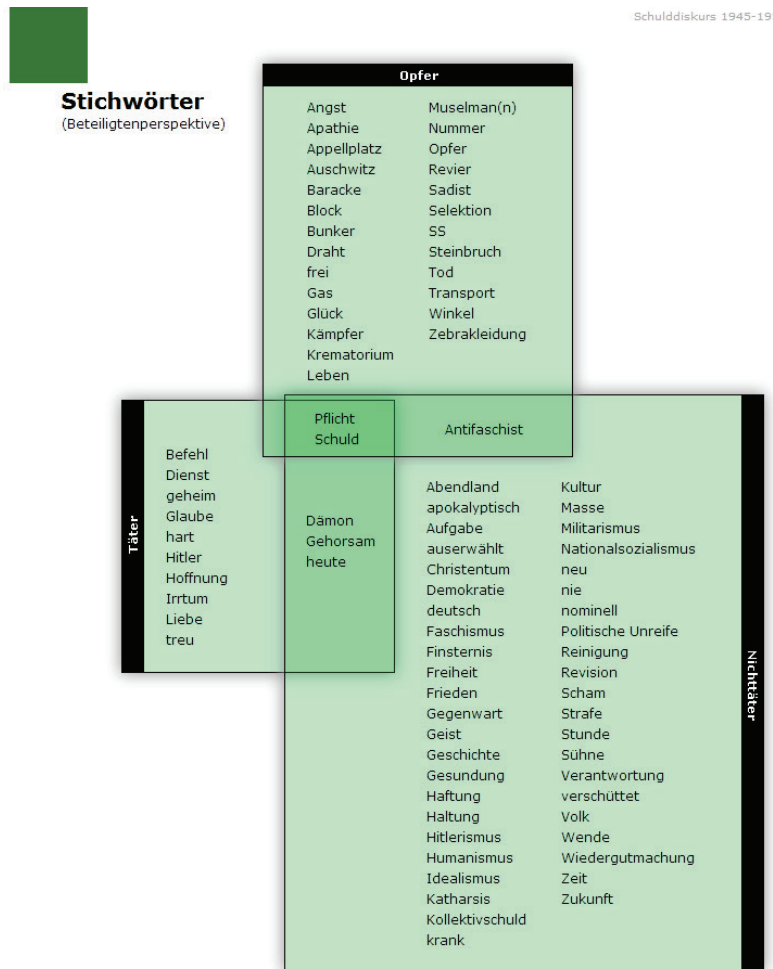 Schulddiskurs 1945-19
Stichwörter
(Beteiligtenperspektive)
Opfer
Angst
Apathie
Appellplatz
Auschwitz
Baracke
Block
Bunker
Draht
frei
Gas
Glück
Kämpfer
Krematorium
Leben
Muselman(n)
Nummer
Opfer
Revier
Sadist
Selektion
SS
Steinbruch
Tod
Transport
Winkel
Zebrakleidung
Pflicht
Schuld
Antifaschist
Täter
Befehl
Dienst
geheim
Glaube
hart
Hitler
Hoffnung
Irrtum
Liebe
treu
Dämon
Gehorsam
heute
Abendland
apokalyptisch
Aufgabe
auserwählt
Christentum
Demokratie
deutsch
Faschismus
Finsternis
Freiheit
Frieden
Gegenwart
Geist
Geschichte
Gesundung
Haftung
Haltung
Hitlerismus
Humanismus
Idealismus
Katharsis
Kollektivschuld
krank
Kultur
Masse
Militarismus
Nationalsozialismus
neu
nie
nominell
Politische Unreife
Reinigung
Revision
Scham
Strafe
Stunde
Sühne
Verantwortung
verschüttet
Volk
Wende
Wiedergutmachung
Zeit
Zukunft
Nichttäter